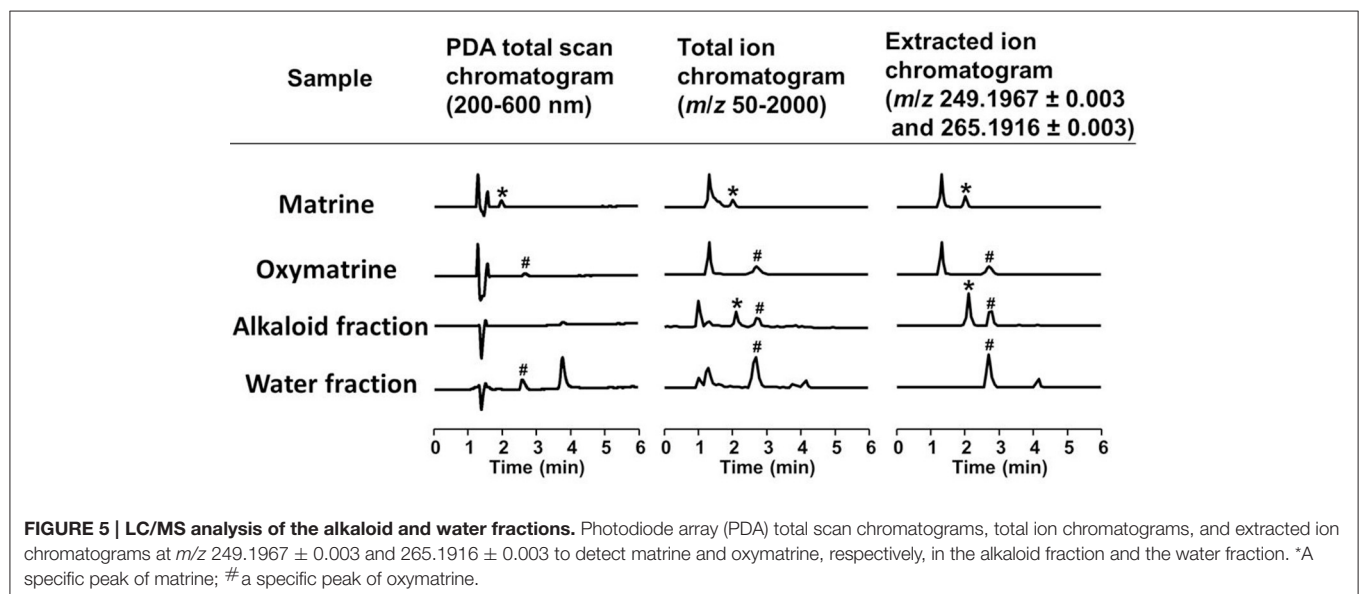 Sample
PDA total scan
chromatogram
(200-600 nm)
Total ion
chromatogram
(m/z 50-2000)
Extracted ion
chromatogram
(m/z 249.1967 ± 0.003
and 265.1916 ± 0.003)
Matrine
*
*
*
Oxymatrine
#
#
#
Alkaloid fraction
* #
* #
Water fraction
#
#
#
0 1 2 3 4 5 6
Time (min)
0 1 2 3 4 5 6
Time (min)
0 1 2 3 4 5 6
Time (min)
FIGURE 5 | LC/MS analysis of the alkaloid and water fractions. Photodiode array (PDA) total scan chromatograms, total ion chromatograms, and extracted ion
chromatograms at m/z 249.1967 ± 0.003 and 265.1916 ± 0.003 to detect matrine and oxymatrine, respectively, in the alkaloid fraction and the water fraction. *A
specific peak of matrine; #a specific peak of oxymatrine.